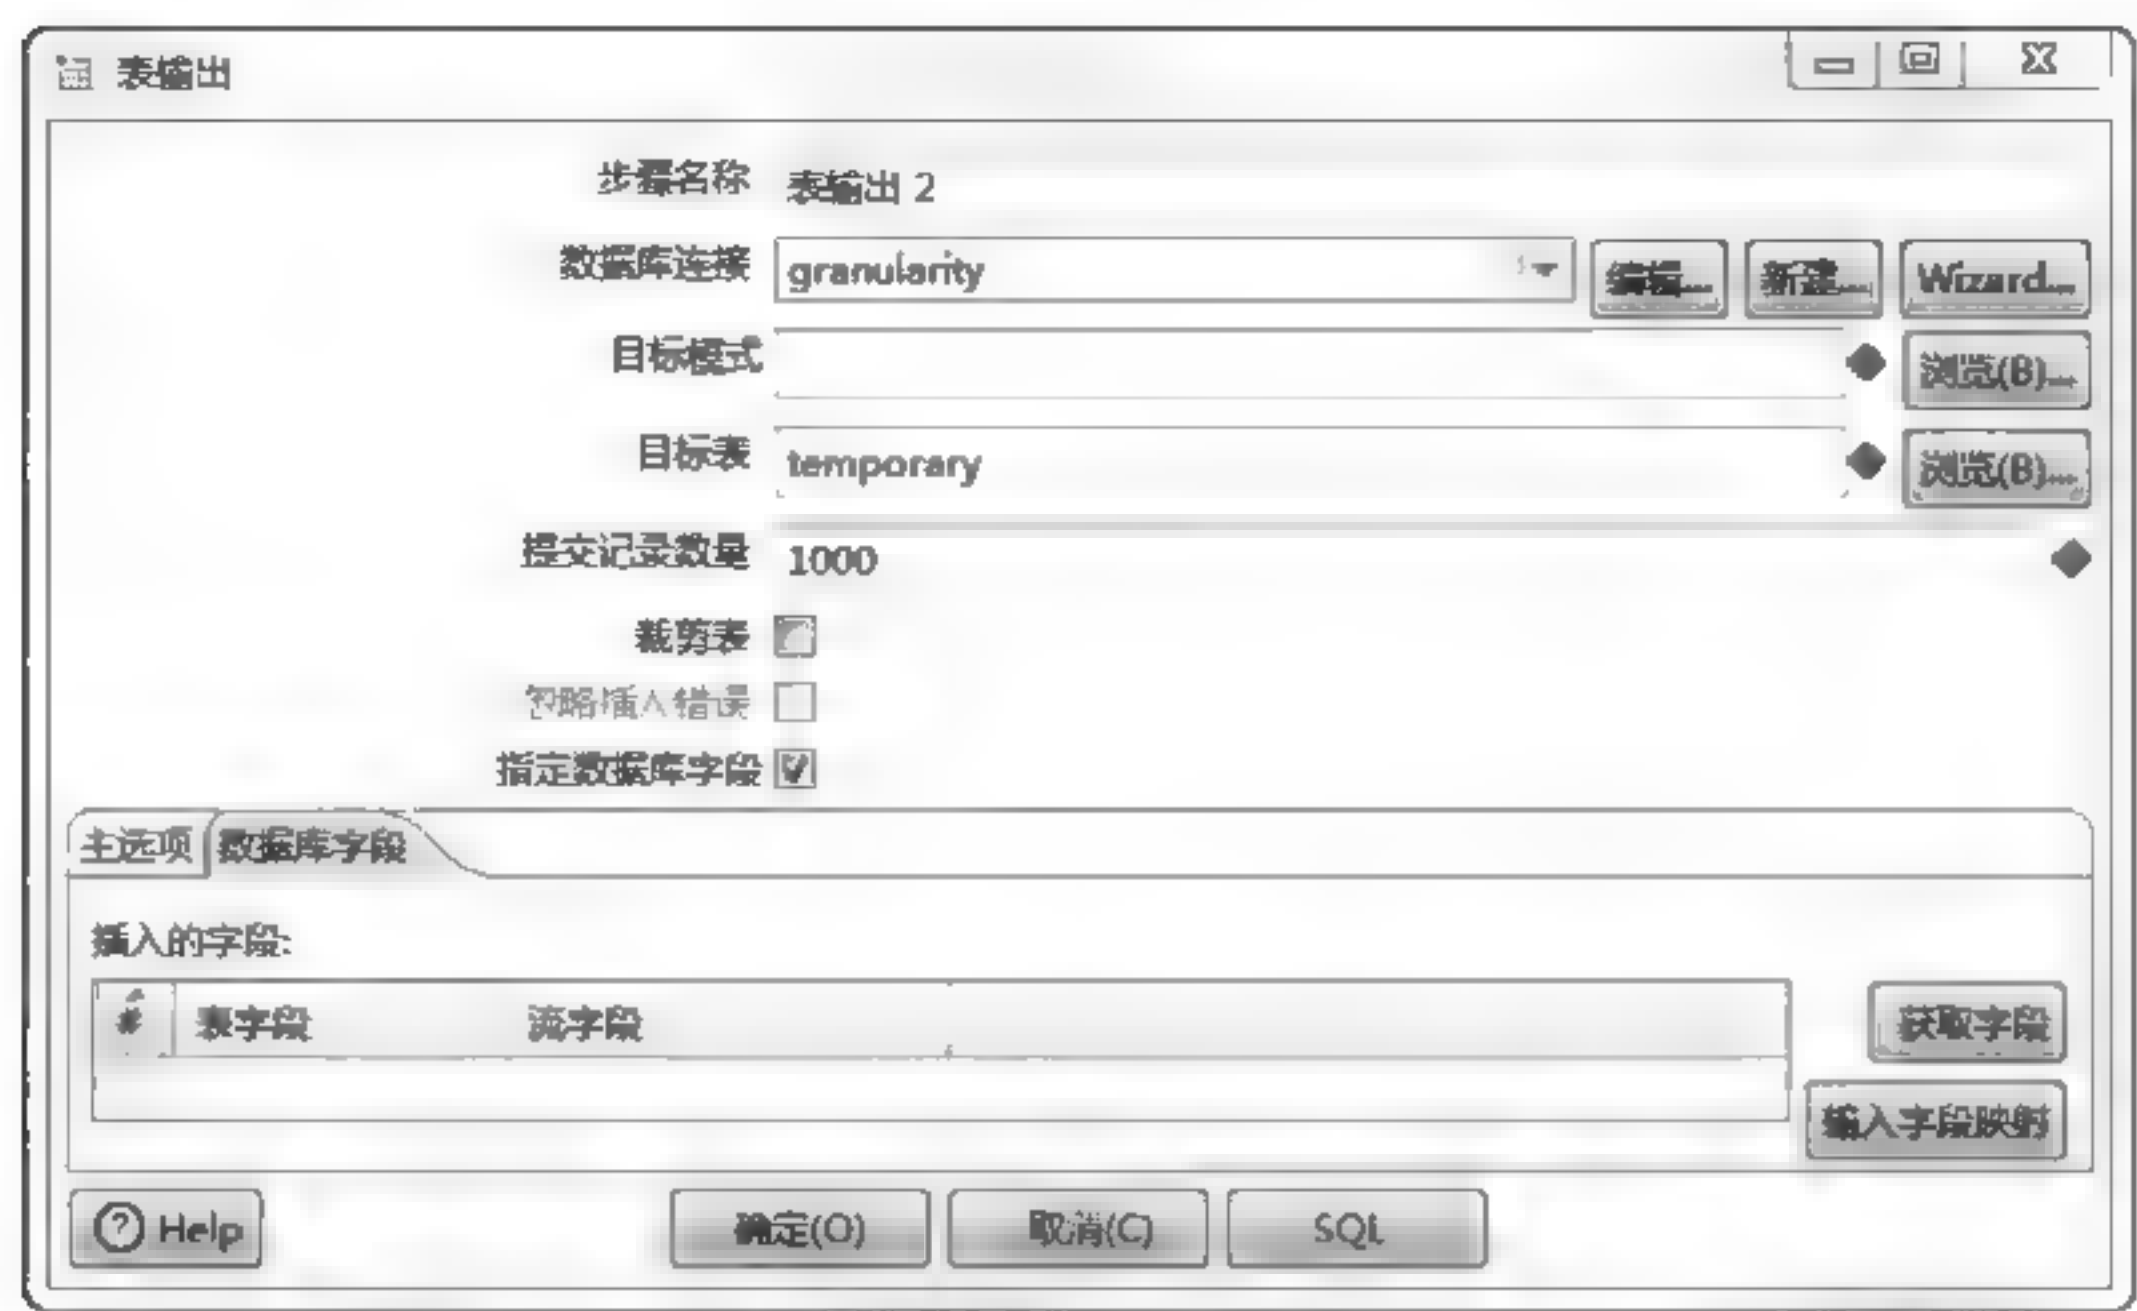 表输出
步骤名称 表输出 2
数据库连接 granularity 编辑... 新建... Wizard...
目标模式 浏览(B)...
目标表 temporary 浏览(B)...
提交记录数量 1000
裁剪表
忽略插入错误
指定数据库字段
主选项 数据库字段
插入的字段:
# 表字段 流字段 获取字段
输入字段映射
Help 确定(O) 取消(C) SQL